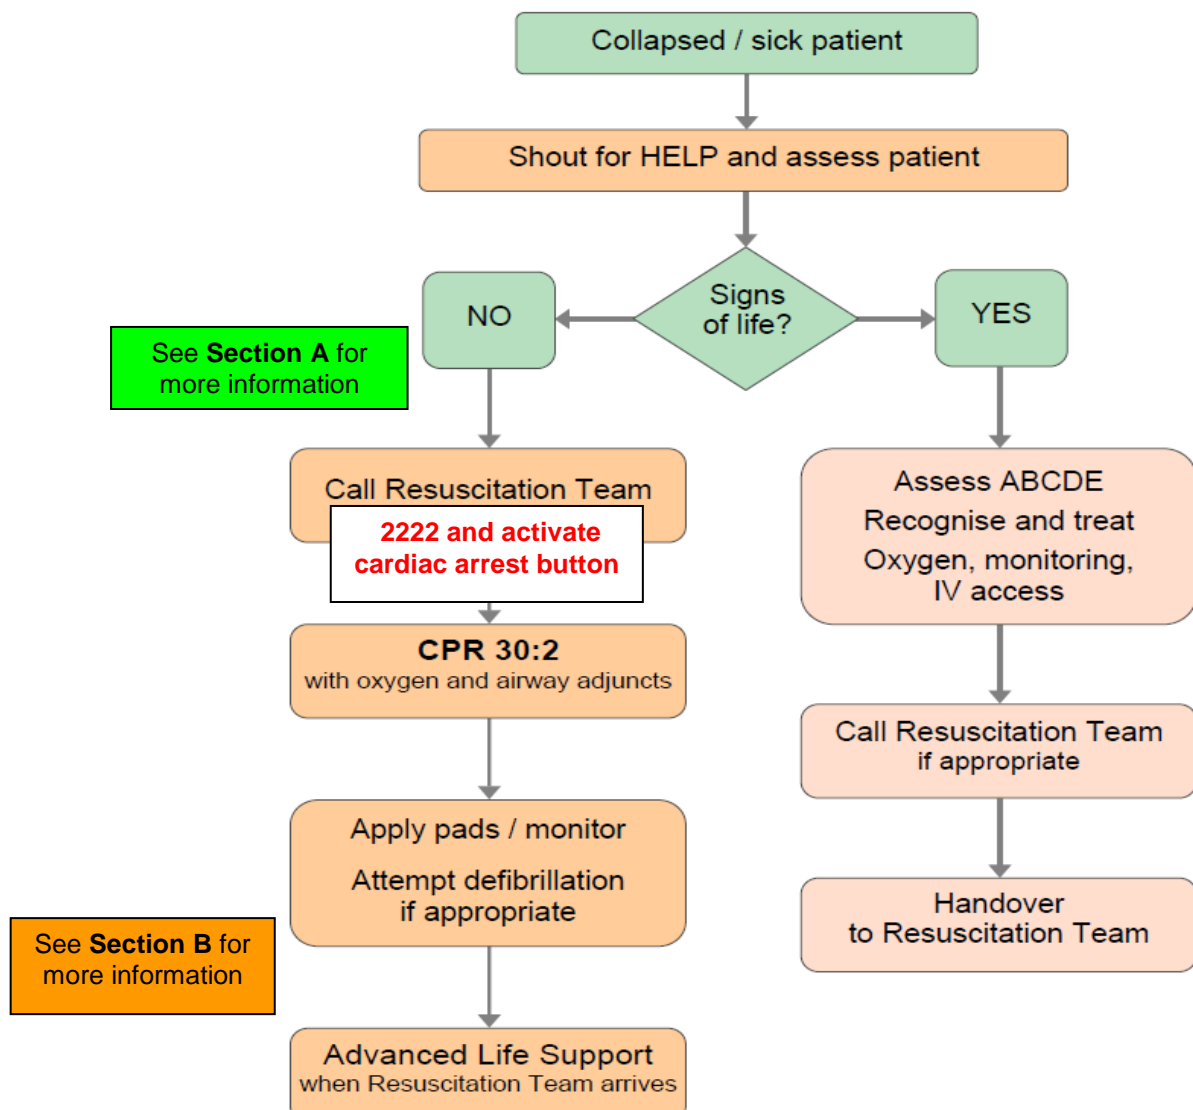 Collapsed / sick patient
Shout for HELP and assess patient
Signs
of life?
NO
YES
See Section A for
more information
Call Resuscitation Team
2222 and activate
cardiac arrest button
CPR 30:2
with oxygen and airway adjuncts
Apply pads / monitor
Attempt defibrillation
if appropriate
See Section B for
more information
Advanced Life Support
when Resuscitation Team arrives
Assess ABCDE
Recognise and treat
Oxygen, monitoring,
IV access
Call Resuscitation Team
if appropriate
Handover
to Resuscitation Team